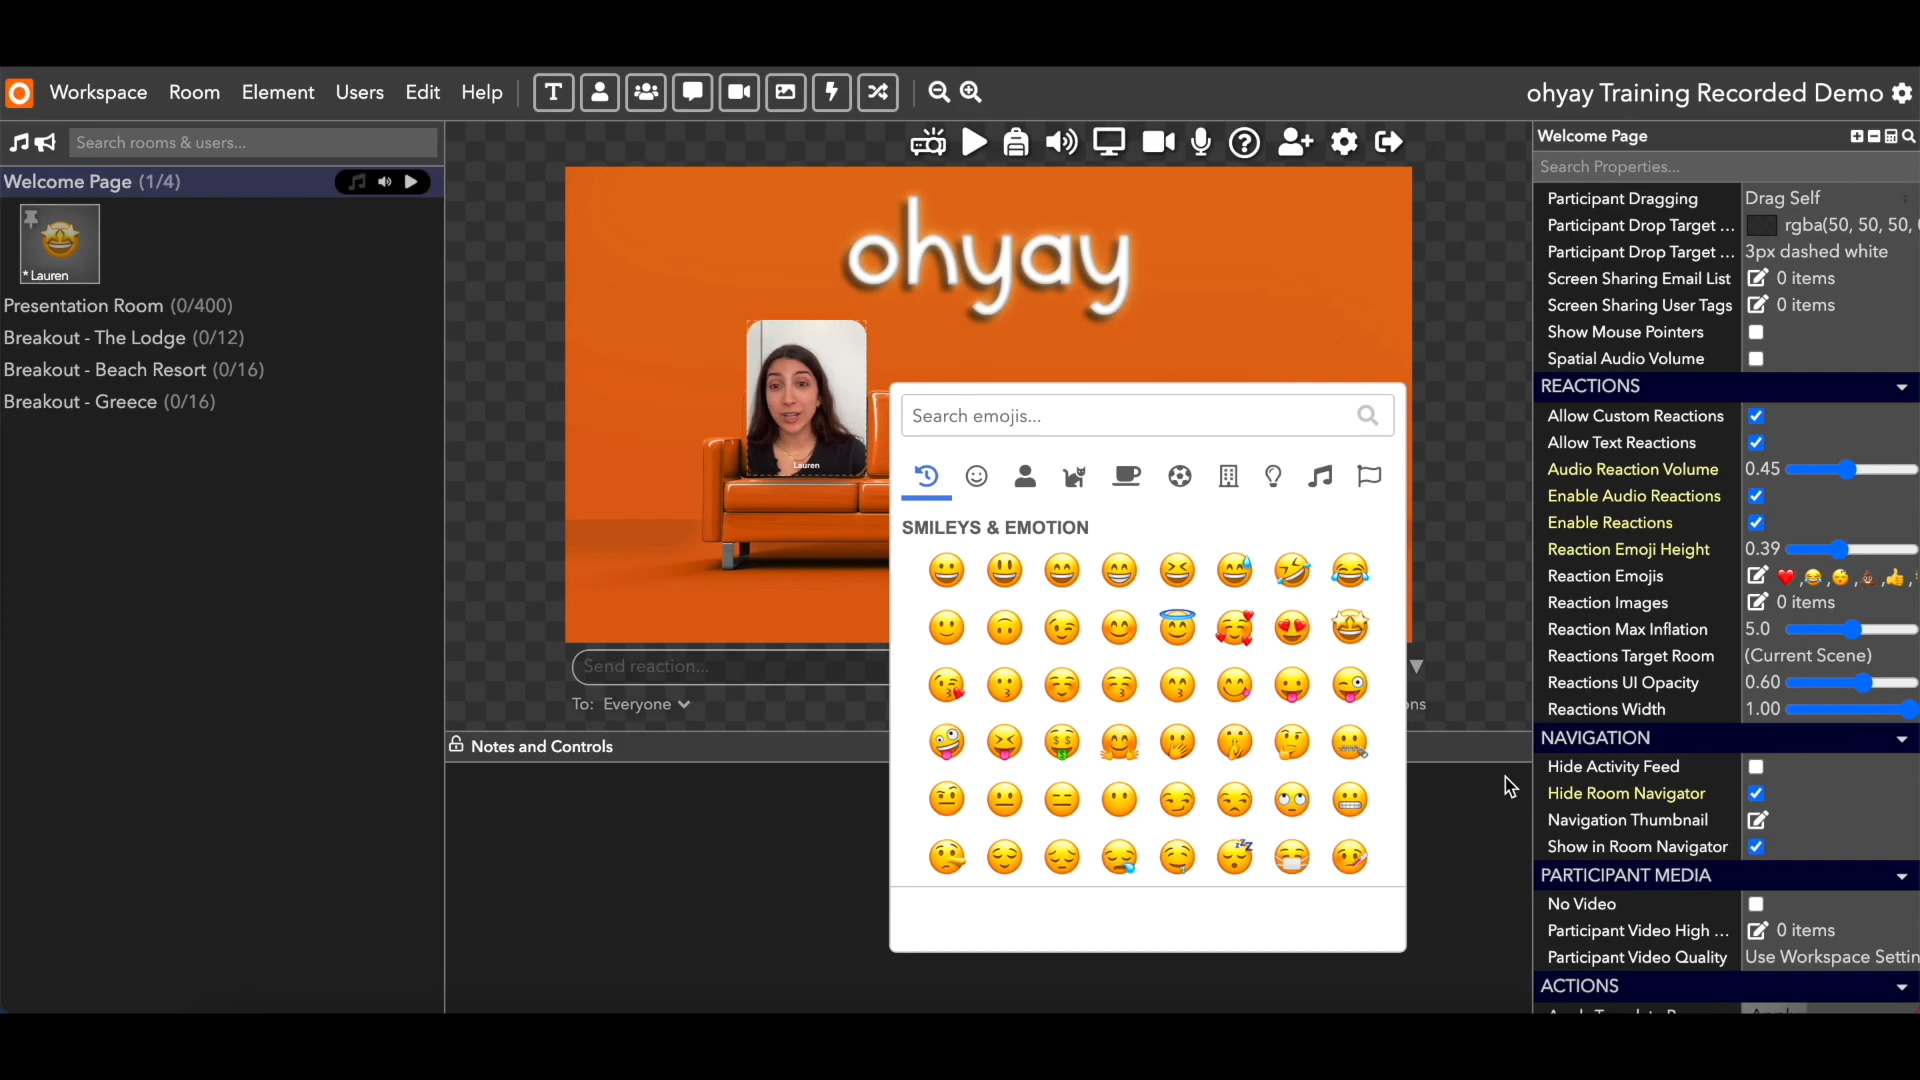 Workspace Room Element Users Edit Help
ohyay Training Recorded Demo
Search rooms & users...
Welcome Page (1/4)
* Lauren
Presentation Room (0/400)
Breakout - The Lodge (0/12)
Breakout - Beach Resort (0/16)
Breakout - Greece (0/16)
ohyay
Lauren
Send reaction...
To: Everyone
Notes and Controls
Search emojis...
SMILEYS & EMOTION
Welcome Page
Search Properties...
Participant Dragging Drag Self
Participant Drop Target ... rgba(50, 50, 50,
Participant Drop Target ... 3px dashed white
Screen Sharing Email List 0 items
Screen Sharing User Tags 0 items
Show Mouse Pointers
Spatial Audio Volume
REACTIONS
Allow Custom Reactions
Allow Text Reactions
Audio Reaction Volume 0.45
Enable Audio Reactions
Enable Reactions
Reaction Emoji Height 0.39
Reaction Emojis
Reaction Images 0 items
Reaction Max Inflation 5.0
Reactions Target Room (Current Scene)
Reactions UI Opacity 0.60
Reactions Width 1.00
NAVIGATION
Hide Activity Feed
Hide Room Navigator
Navigation Thumbnail
Show in Room Navigator
PARTICIPANT MEDIA
No Video
Participant Video High ... 0 items
Participant Video Quality Use Workspace Settin
ACTIONS